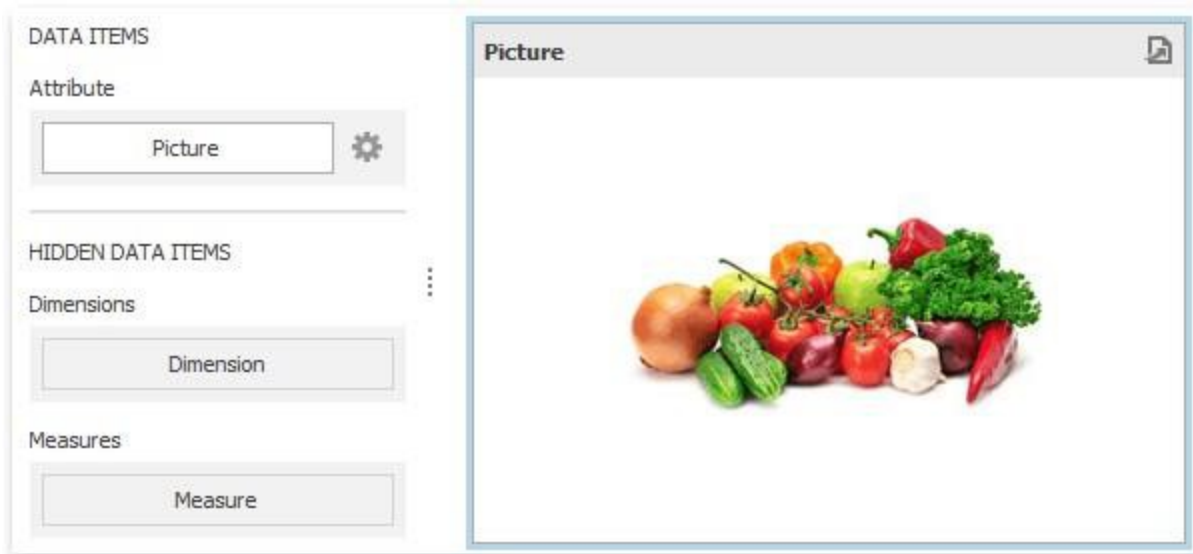 DATA ITEMS
Attribute
Picture
HIDDEN DATA ITEMS
Dimensions
Dimension
Measures
Measure
Picture